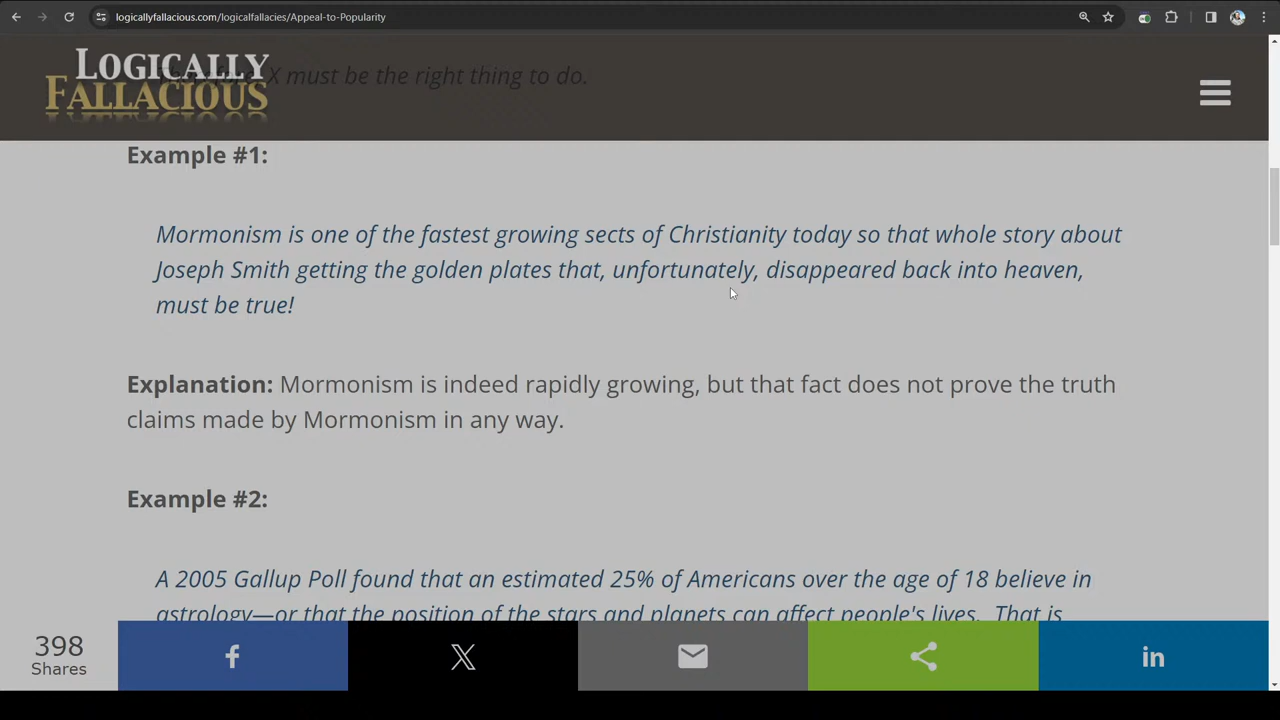 logicallyfallacious.com/logicalfallacies/Appeal-to-Popularity
LOGICALLY
FALLACIOUS
X must be the right thing to do.
Example #1:
Mormonism is one of the fastest growing sects of Christianity today so that whole story about
Joseph Smith getting the golden plates that, unfortunately, disappeared back into heaven,
must be true!
Explanation: Mormonism is indeed rapidly growing, but that fact does not prove the truth
claims made by Mormonism in any way.
Example #2:
A 2005 Gallup Poll found that an estimated 25% of Americans over the age of 18 believe in
astrology—or that the position of the stars and planets can affect people's lives. That is
398
Shares